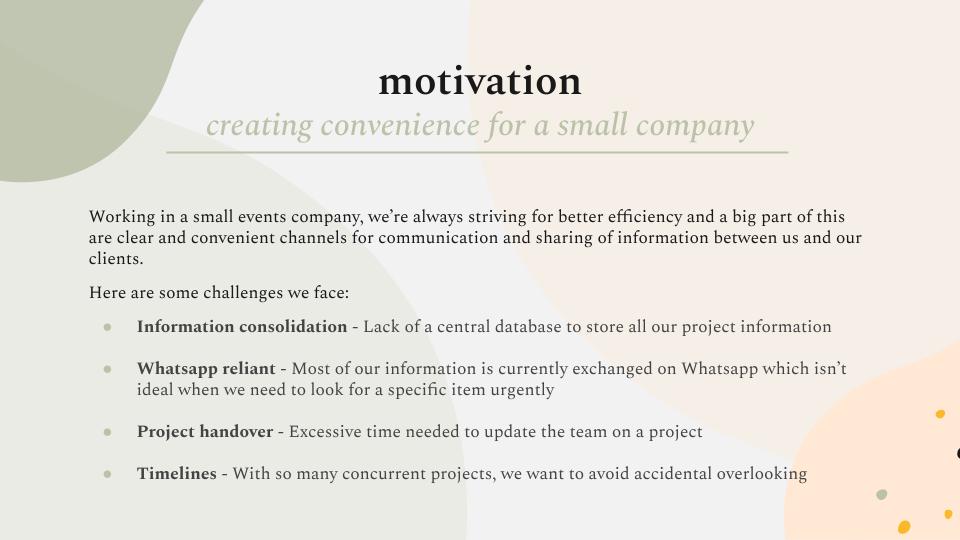 motivation
creating convenience for a small company
Working in a small events company, we’re always striving for better efficiency and a big part of this
are clear and convenient channels for communication and sharing of information between us and our
clients.
Here are some challenges we face:
● Information consolidation - Lack of a central database to store all our project information
● Whatsapp reliant - Most of our information is currently exchanged on Whatsapp which isn’t
ideal when we need to look for a specific item urgently
● Project handover - Excessive time needed to update the team on a project
● Timelines - With so many concurrent projects, we want to avoid accidental overlooking